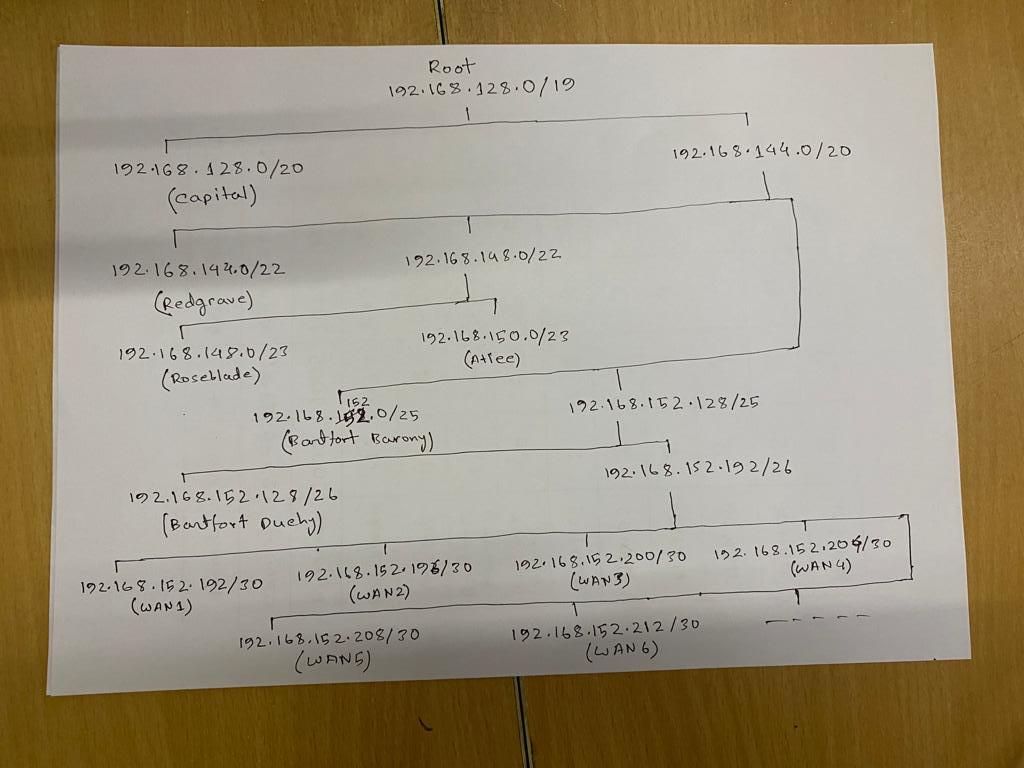 Root
192.168.128.0/19
192.168.128.0/20
192.168.144.0/20
(Capital)
192.168.144.0/22
192.168.148.0/22
(Redgrave)
192.168.148.0/23
192.168.150.0/23
(Roseblade)
(Atlee)
152
192.168.152.0/25
192.168.152.128/25
(Bartfort Barony)
192.168.152.192/26
192.168.152.128/26
(Bartfort Duchy)
192.168.152.192/30
192.168.152.196/30
192.168.152.200/30
192.168.152.204/30
(WAN1)
(WAN2)
(WAN3)
(WAN4)
192.168.152.208/30
192.168.152.212/30
(WAN5)
(WAN6)